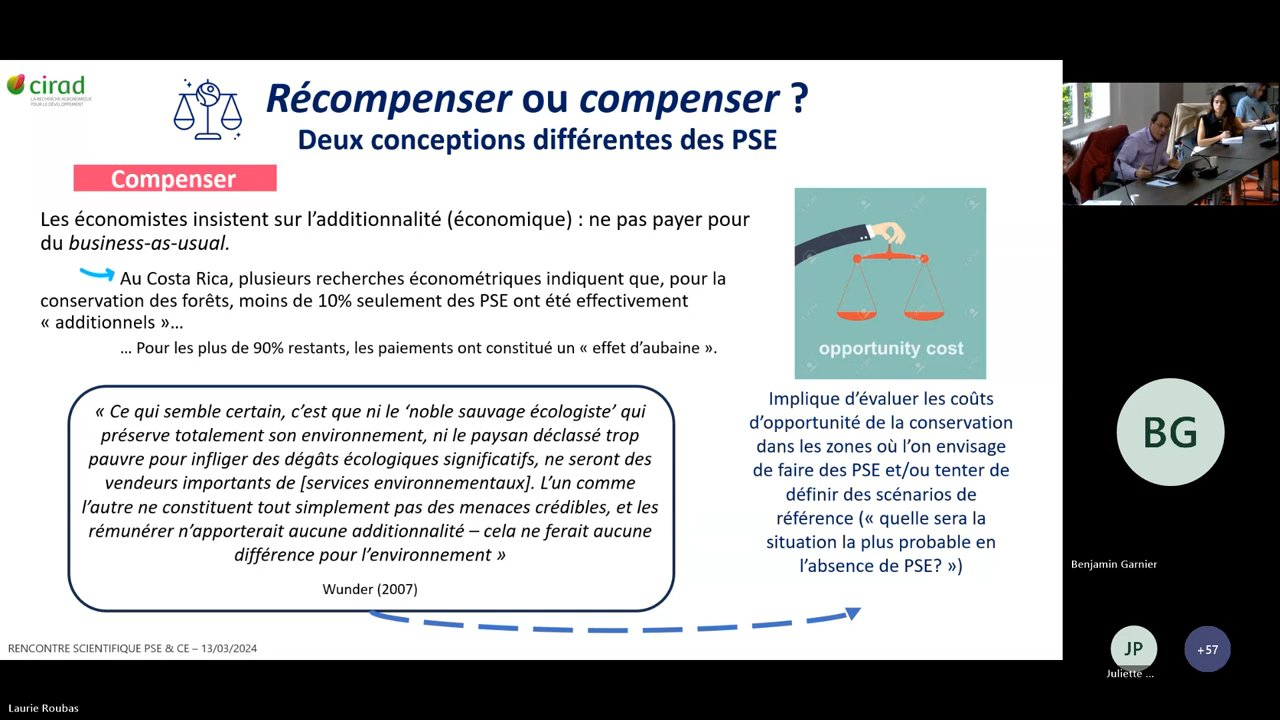 cirad
LA RECHERCHE AGRONOMIQUE
POUR LE DÉVELOPPEMENT
Récompenser ou compenser ?
Deux conceptions différentes des PSE
Compenser
Les économistes insistent sur l’additionnalité (économique) : ne pas payer pour
du business-as-usual.
Au Costa Rica, plusieurs recherches économétriques indiquent que, pour la
conservation des forêts, moins de 10% seulement des PSE ont été effectivement
« additionnels »…
… Pour les plus de 90% restants, les paiements ont constitué un « effet d’aubaine ».
« Ce qui semble certain, c’est que ni le ‘noble sauvage écologiste’ qui
préserve totalement son environnement, ni le paysan déclassé trop
pauvre pour infliger des dégâts écologiques significatifs, ne seront des
vendeurs importants de [services environnementaux]. L’un comme
l’autre ne constituent tout simplement pas des menaces crédibles, et les
rémunérer n’apporterait aucune additionnalité – cela ne ferait aucune
différence pour l’environnement »
Wunder (2007)
opportunity cost
Implique d’évaluer les coûts
d’opportunité de la conservation
dans les zones où l’on envisage
de faire des PSE et/ou tenter de
définir des scénarios de
référence (« quelle sera la
situation la plus probable en
l’absence de PSE? »)
RENCONTRE SCIENTIFIQUE PSE & CE – 13/03/2024
BG
Benjamin Garnier
JP
+57
Juliette ...
Laurie Roubas